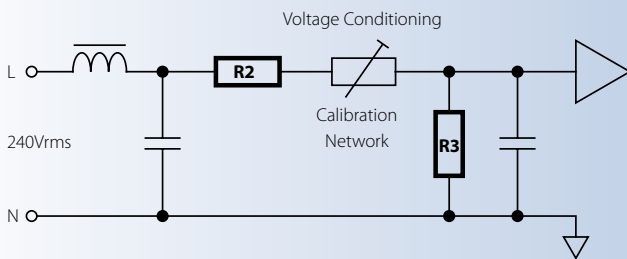 Voltage Conditioning
L
R2
Calibration
Network
240Vrms
R3
N